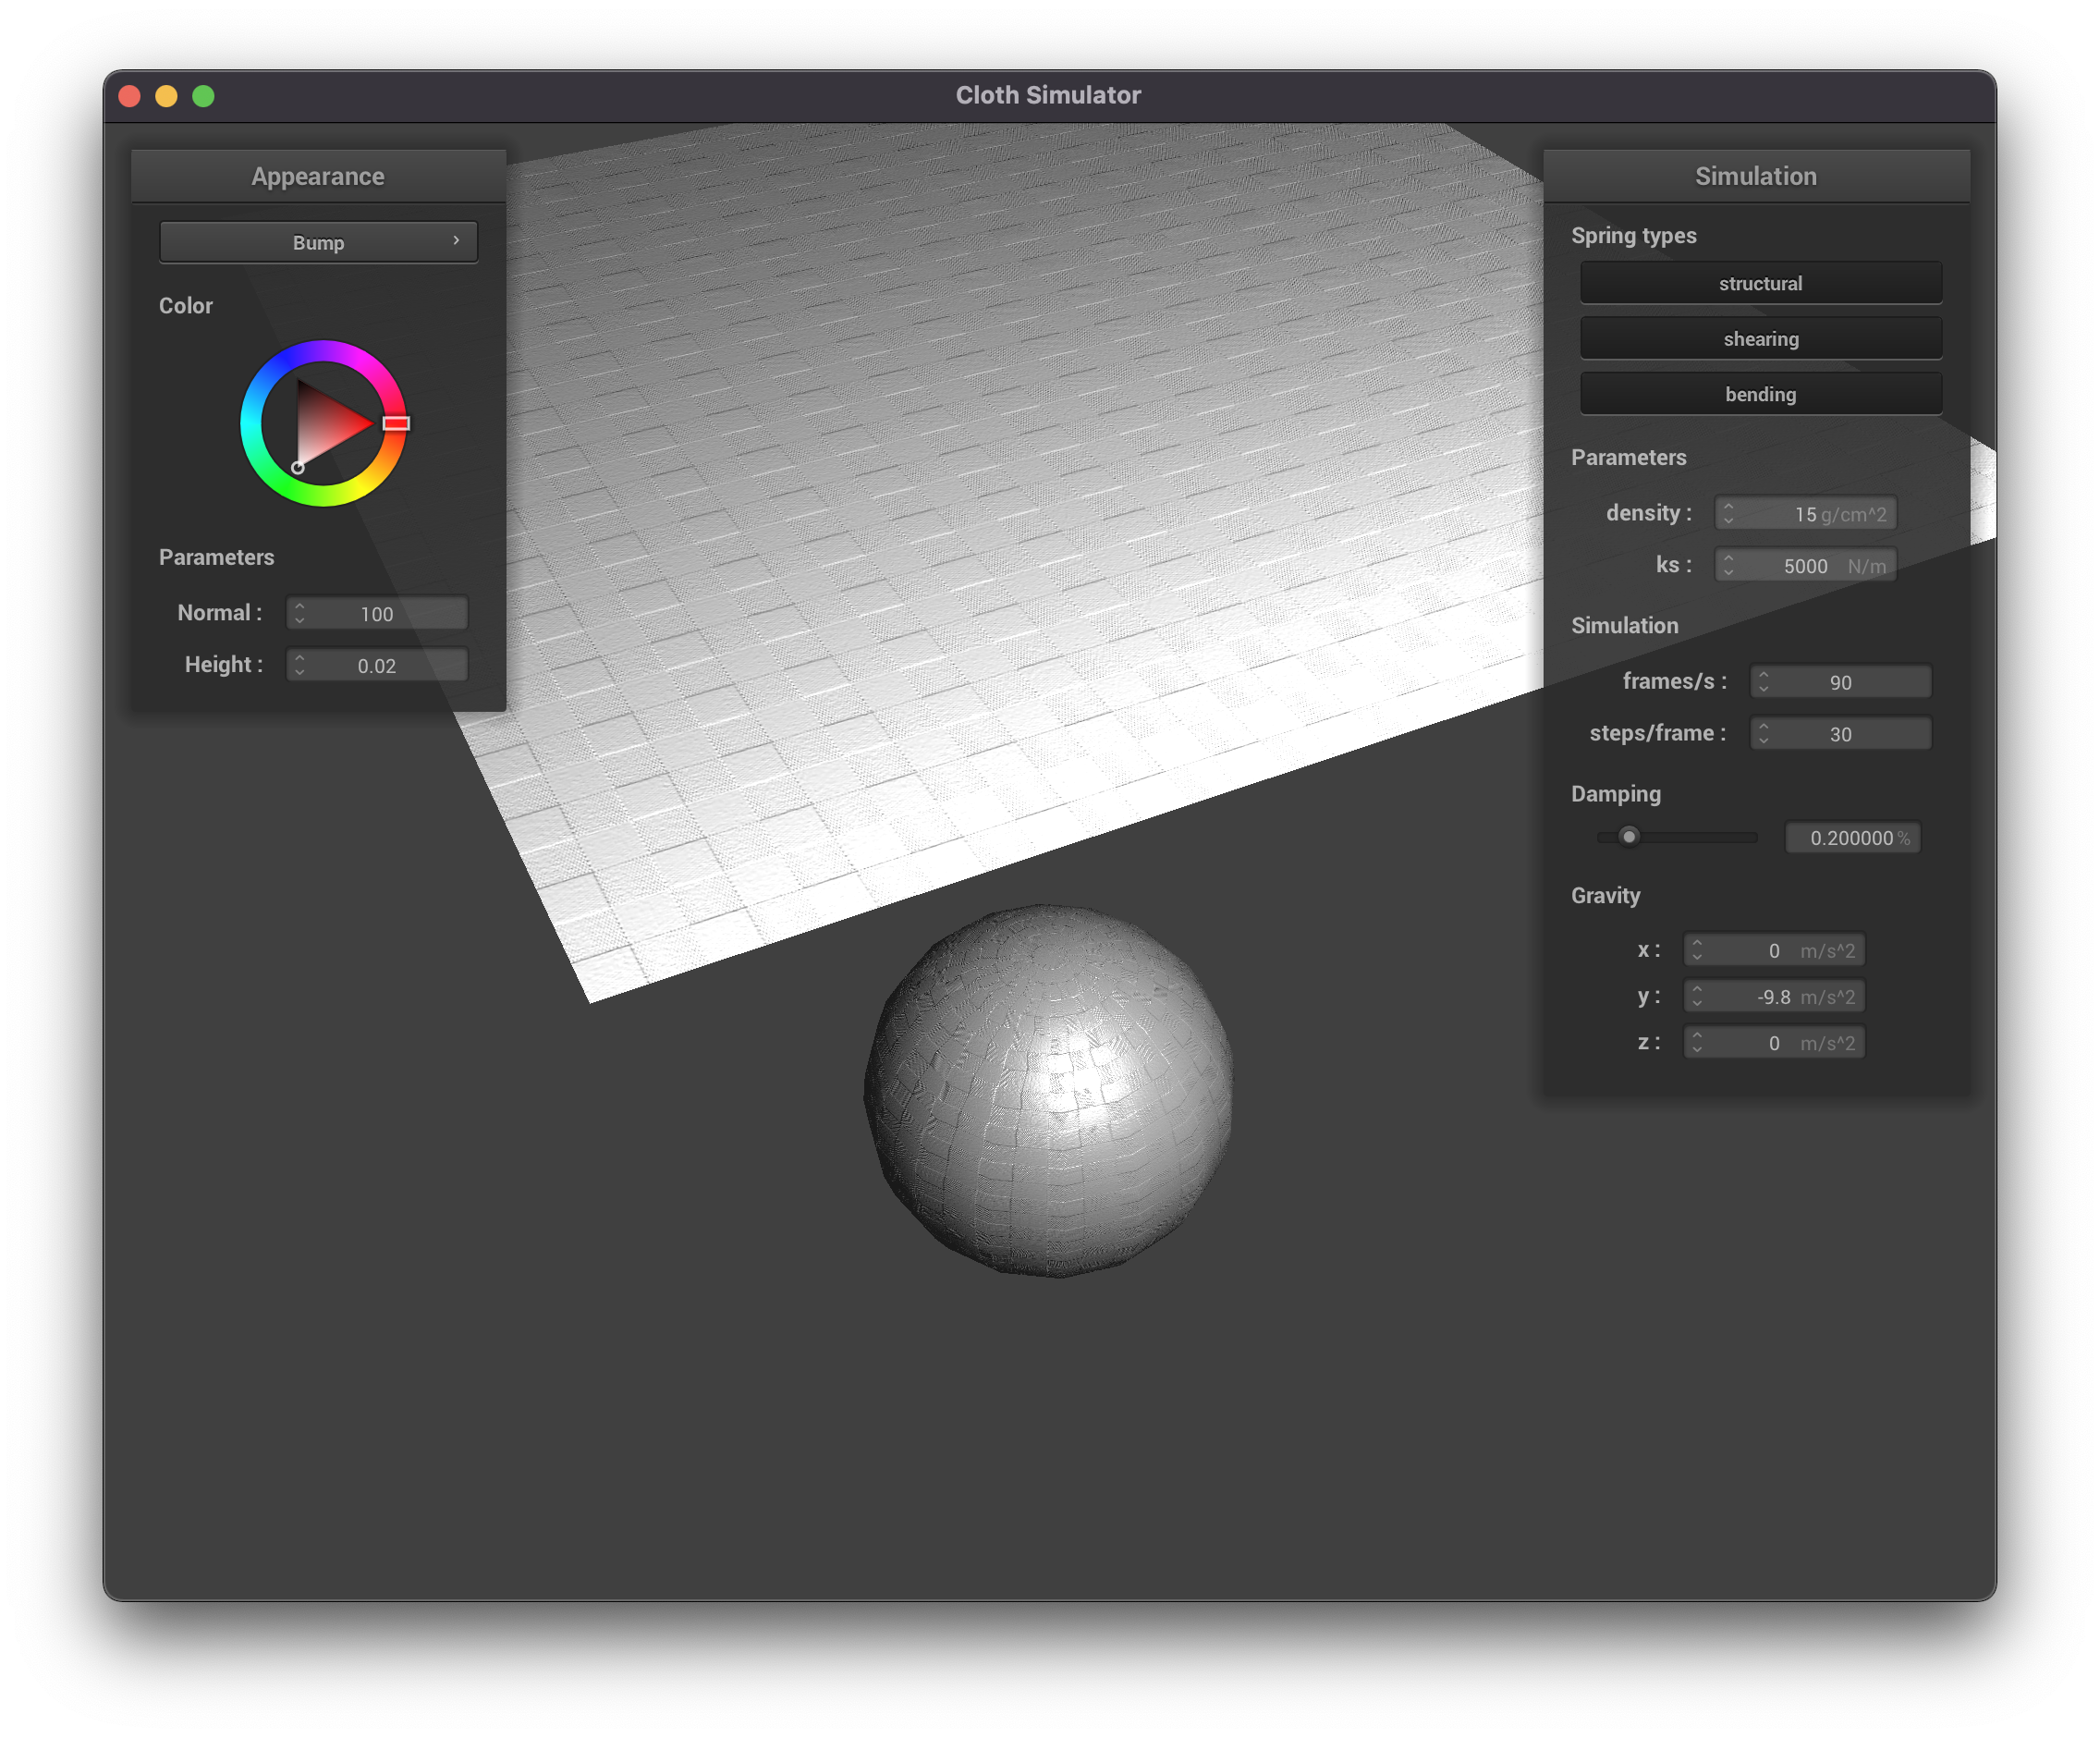 Cloth Simulator
Appearance
Bump
Color
Parameters
Normal : 100
Height : 0.02
Simulation
Spring types
structural
shearing
bending
Parameters
density : 15 g/cm^2
ks : 5000 N/m
Simulation
frames/s : 90
steps/frame : 30
Damping
0.200000 %
Gravity
x : 0 m/s^2
y : -9.8 m/s^2
z : 0 m/s^2